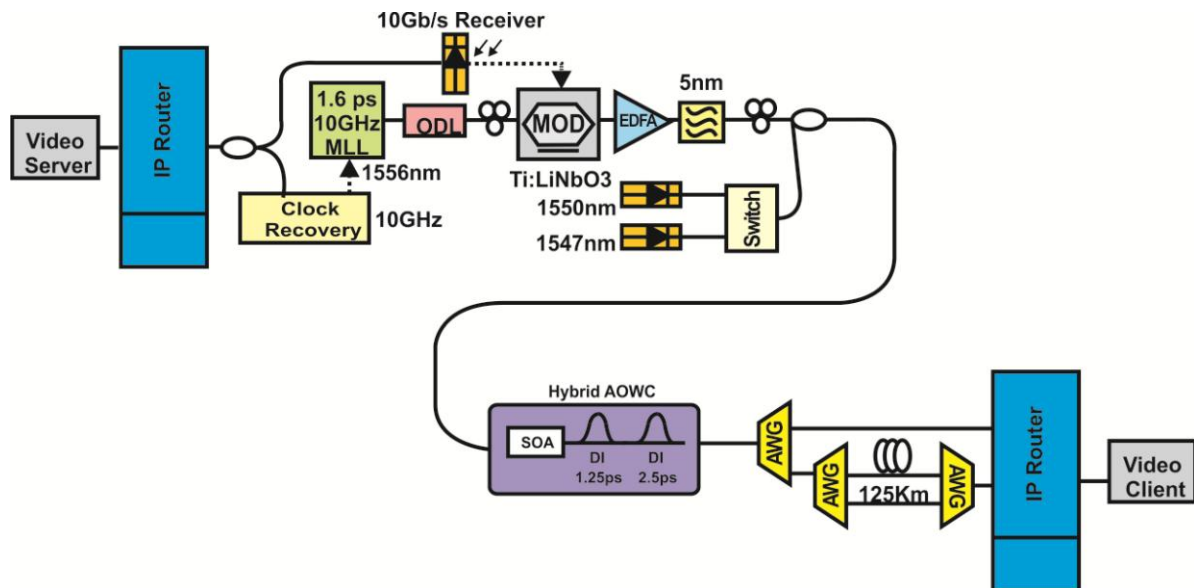 10Gb/s Receiver
Video
Server
IP Router
1.6 ps
10GHz
MLL
1556nm
ODL
MOD
EDFA
5nm
Ti:LiNbO3
1550nm
1547nm
Switch
Clock
Recovery
10GHz
Hybrid AOWC
SOA
DI
1.25ps
DI
2.5ps
AWG
AWG
125Km
AWG
IP Router
Video
Client